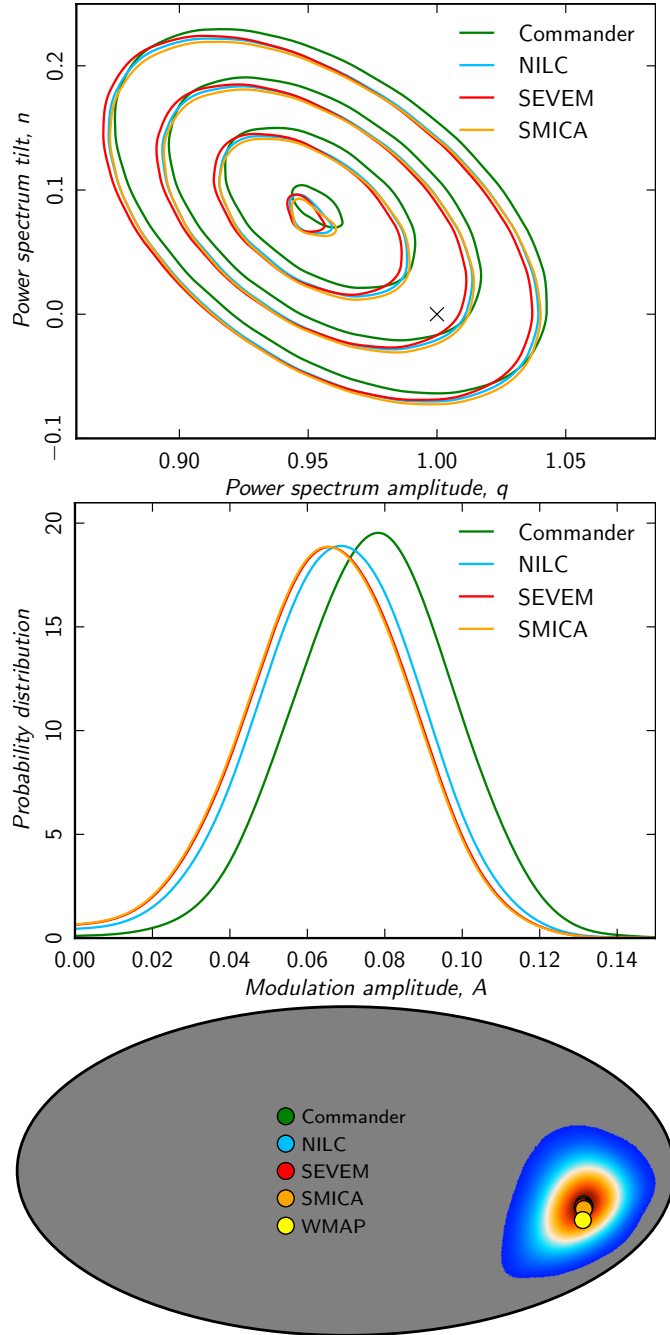 Commander
NILC
SEVEM
SMICA
Power spectrum tilt, n
0.2
0.1
0.0
−0.1
0.90 0.95 1.00 1.05
Power spectrum amplitude, q
Commander
NILC
SEVEM
SMICA
Probability distribution
20
15
10
5
0
0.00 0.02 0.04 0.06 0.08 0.10 0.12 0.14
Modulation amplitude, A
Commander
NILC
SEVEM
SMICA
WMAP